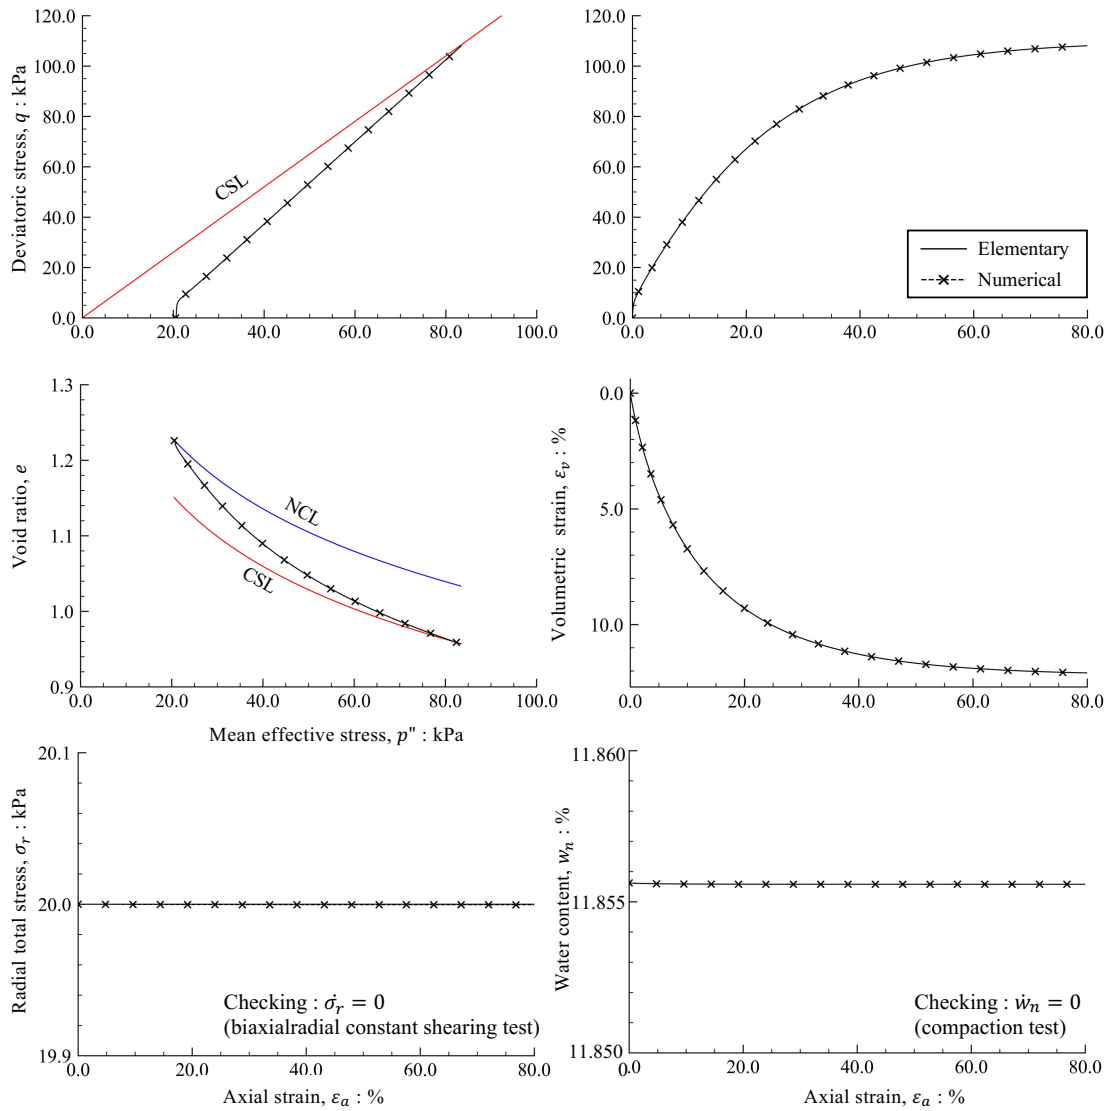 120.0
100.0
80.0
60.0
40.0
20.0
0.0
Deviatoric stress, q : kPa
CSL
0.0 20.0 40.0 60.0 80.0 100.0
120.0
100.0
80.0
60.0
40.0
20.0
0.0
Elementary
Numerical
0.0 20.0 40.0 60.0 80.0
1.3
1.2
1.1
1.0
0.9
Void ratio, e
NCL
CSL
0.0 20.0 40.0 60.0 80.0 100.0
Mean effective stress, p" : kPa
0.0
5.0
10.0
Volumetric strain, εv : %
0.0 20.0 40.0 60.0 80.0
20.1
20.0
19.9
Radial total stress, σr : kPa
Checking : σ̇r = 0
(biaxialradial constant shearing test)
0.0 20.0 40.0 60.0 80.0
Axial strain, εa : %
11.860
11.855
11.850
Water content, wn : %
Checking : ẇn = 0
(compaction test)
0.0 20.0 40.0 60.0 80.0
Axial strain, εa : %